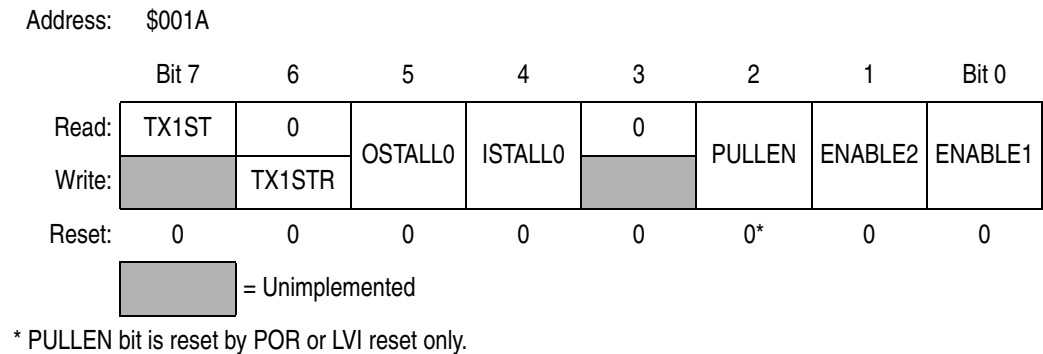 Address: $001A
Bit 7 6 5 4 3 2 1 Bit 0
Read: TX1ST 0 OSTALL0 ISTALL0 0 PULLEN ENABLE2 ENABLE1
Write: TX1STR
Reset: 0 0 0 0 0 0* 0 0
= Unimplemented
* PULLEN bit is reset by POR or LVI reset only.